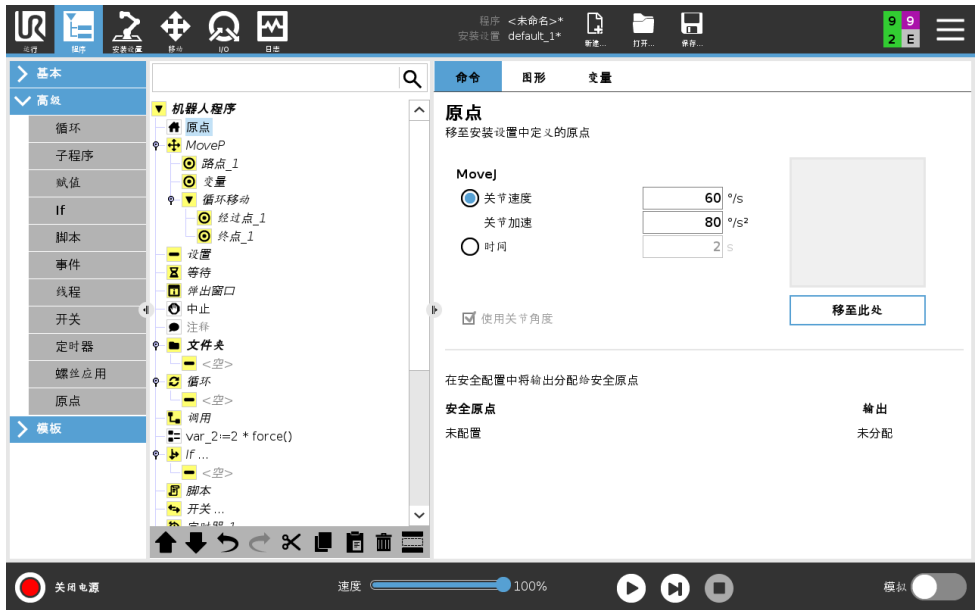 UR
程序 <未命名>*
安装设置 default_1*
运行
程序
安装设置
移动
I/O
日志
新建...
打开...
保存...
9 9
2 E
基本
高级
循环
子程序
赋值
If
脚本
事件
线程
开关
定时器
螺丝应用
原点
模板
机器人程序
原点
MoveP
路点_1
变量
循环移动
经过点_1
终点_1
设置
等待
弹出窗口
中止
注释
文件夹
<空>
循环
<空>
调用
var_2:=2 * force()
If ...
<空>
脚本
开关 ...
定时器_1
命令 图形 变量
原点
移至安装设置中定义的原点
MoveJ
关节速度 60 °/s
关节加速 80 °/s²
时间 2 s
使用关节角度
移至此处
在安全配置中将输出分配给安全原点
安全原点 输出
未配置 未分配
关闭电源
速度 100%
模拟